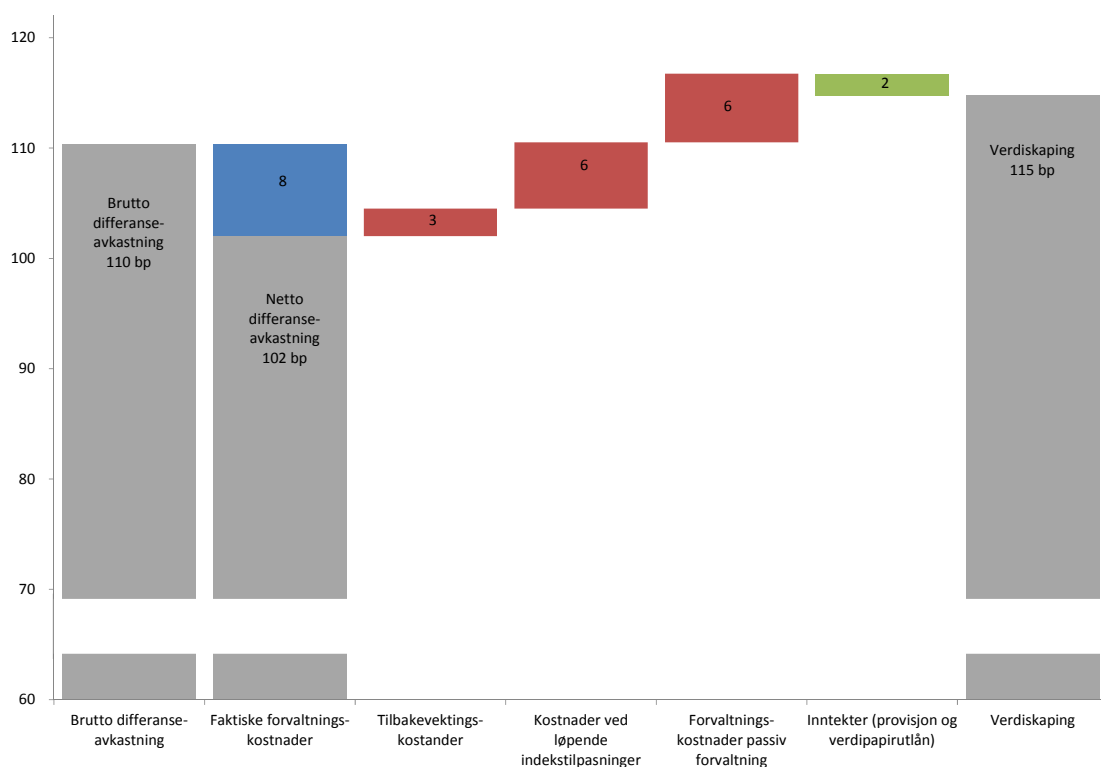 120
110
100
90
80
70
60
Brutto
differanse-
avkastning
110 bp
8
Netto
differanse-
avkastning
102 bp
3
6
6
2
Verdiskaping
115 bp
Brutto differanse-
avkastning
Faktiske forvaltnings-
kostnader
Tilbakevektings-
kostander
Kostnader ved
løpende
indekstilpasninger
Forvaltnings-
kostnader passiv
forvaltning
Inntekter (provisjon og
verdipapirutlån)
Verdiskaping